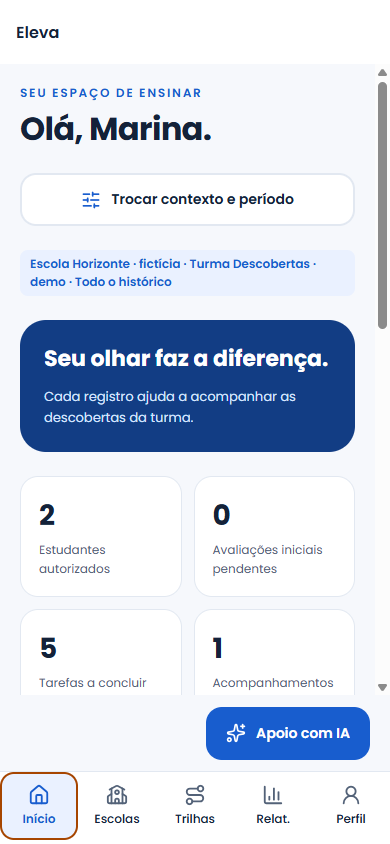 Eleva
SEU ESPAÇO DE ENSINAR
Olá, Marina.
Trocar contexto e período
Escola Horizonte · fictícia · Turma Descobertas ·
demo · Todo o histórico
Seu olhar faz a diferença.
Cada registro ajuda a acompanhar as
descobertas da turma.
2
Estudantes
autorizados
0
Avaliações iniciais
pendentes
5
Tarefas a concluir
1
Acompanhamentos
Apoio com IA
Início
Escolas
Trilhas
Relat.
Perfil